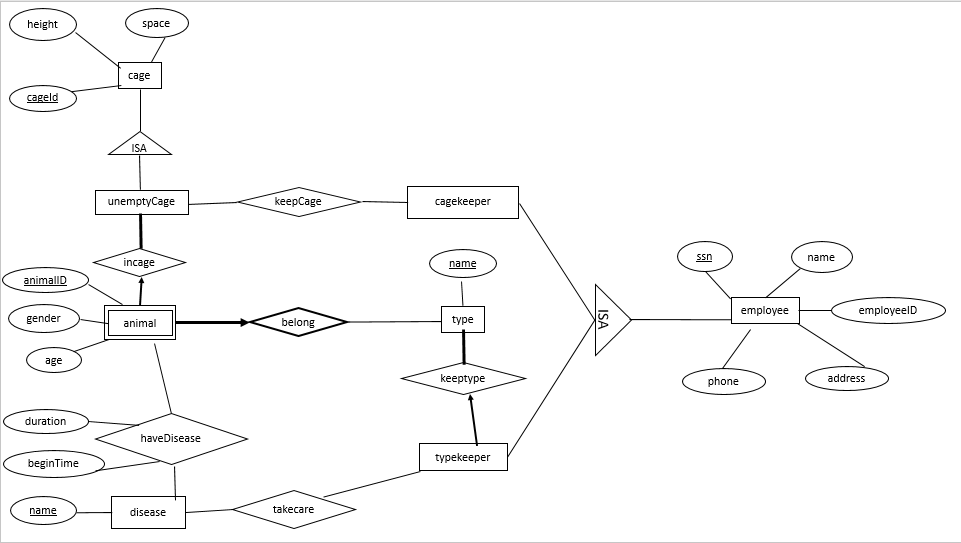 height
space
cage
cageId
ISA
unemptyCage
keepCage
cagekeeper
incage
name
ssn
name
animalID
gender
animal
belong
type
ISA
employee
employeeID
age
keeptype
phone
address
duration
haveDisease
beginTime
typekeeper
name
disease
takecare